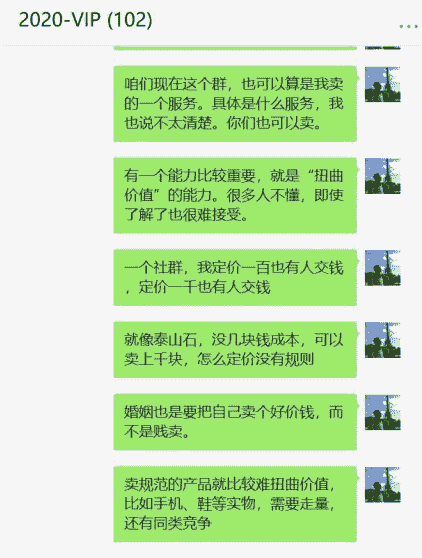 2020-VIP (102)
咱们现在这个群，也可以算是我卖
的一个服务。具体是什么服务，我
也说不太清楚。你们也可以卖。
有一个能力比较重要，就是“扭曲
价值”的能力。很多人不懂，即使
了解了也很难接受。
一个社群，我定价一百也有人交钱
，定价一千也有人交钱
就像泰山石，没几块钱成本，可以
卖上千块，怎么定价没有规则
婚姻也是要把自己卖个好价钱，而
不是贱卖。
卖规范的产品就比较难扭曲价值，
比如手机、鞋等实物，需要走量，
还有同类竞争